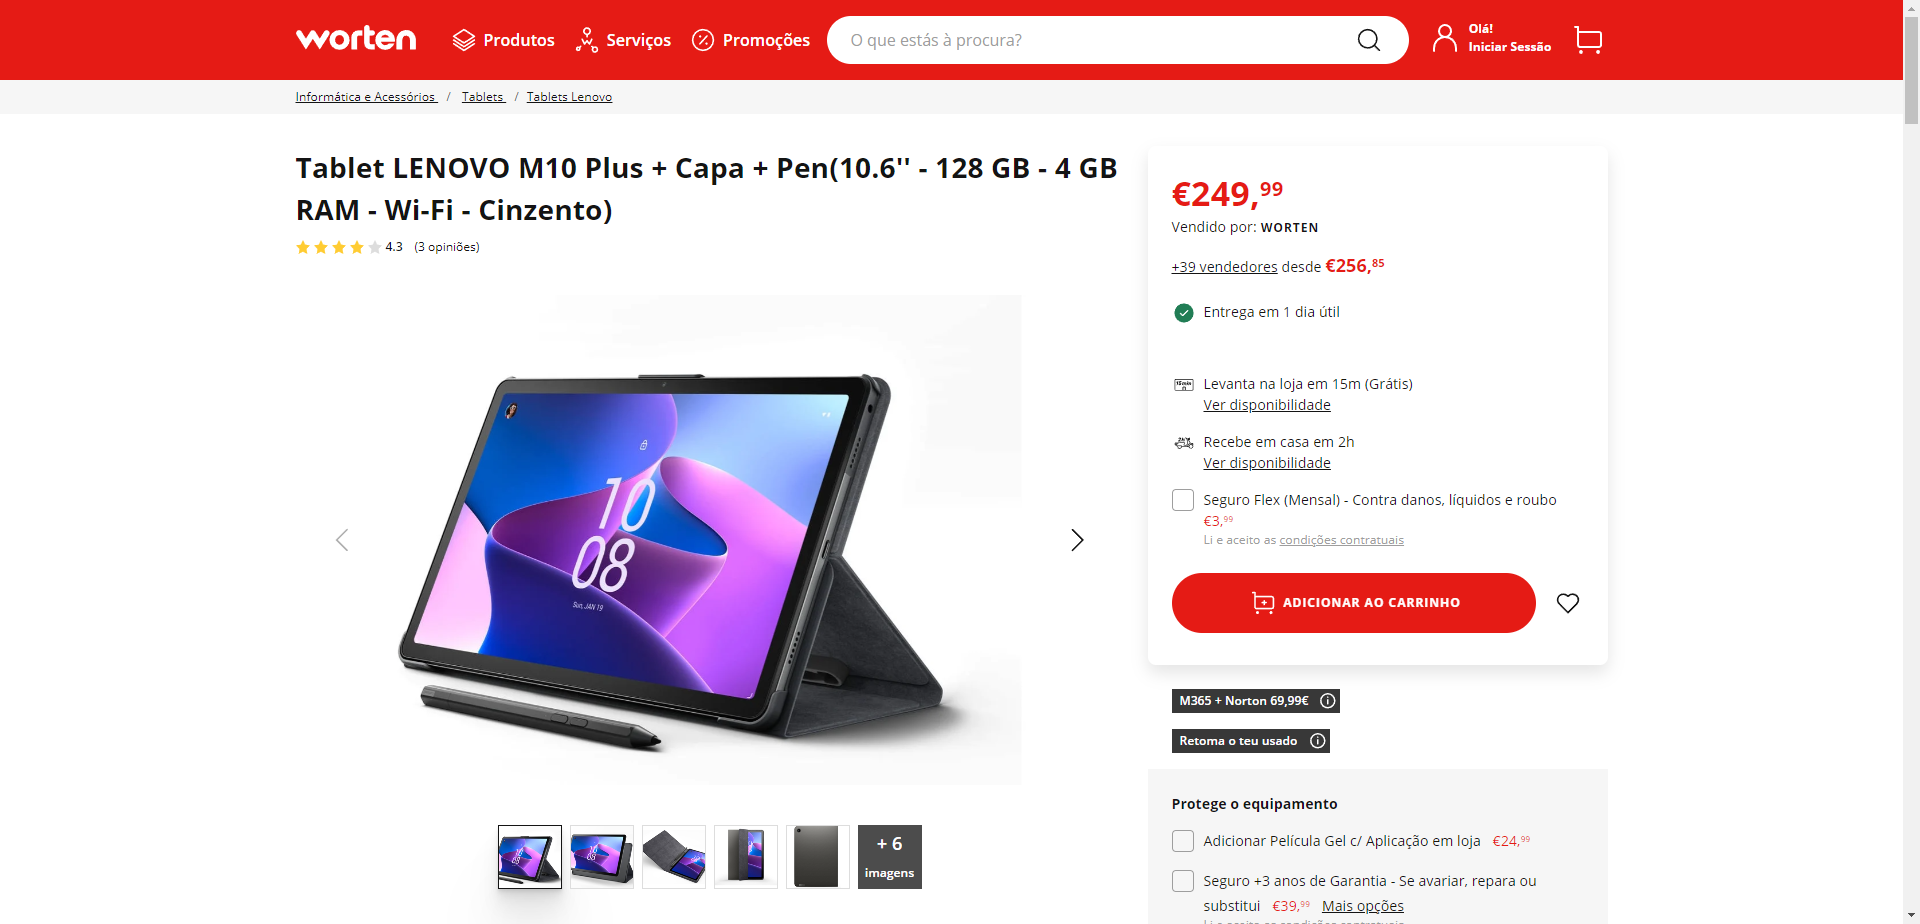 worten
Produtos
Serviços
Promoções
O que estás à procura?
Olá!
Iniciar Sessão
Informática e Acessórios / Tablets / Tablets Lenovo
Tablet LENOVO M10 Plus + Capa + Pen(10.6'' - 128 GB - 4 GB
RAM - Wi-Fi - Cinzento)
4.3 (3 opiniões)
10
08
Sun, JAN 19
+ 6
imagens
€249,99
Vendido por: WORTEN
+39 vendedores desde €256,85
Entrega em 1 dia útil
Levanta na loja em 15m (Grátis)
Ver disponibilidade
Recebe em casa em 2h
Ver disponibilidade
Seguro Flex (Mensal) - Contra danos, líquidos e roubo
€3,99
Li e aceito as condições contratuais
ADICIONAR AO CARRINHO
M365 + Norton 69,99€
Retoma o teu usado
Protege o equipamento
Adicionar Película Gel c/ Aplicação em loja €24,99
Seguro +3 anos de Garantia - Se avariar, repara ou
substitui €39,99 Mais opções
Li e aceito as condições contratuais